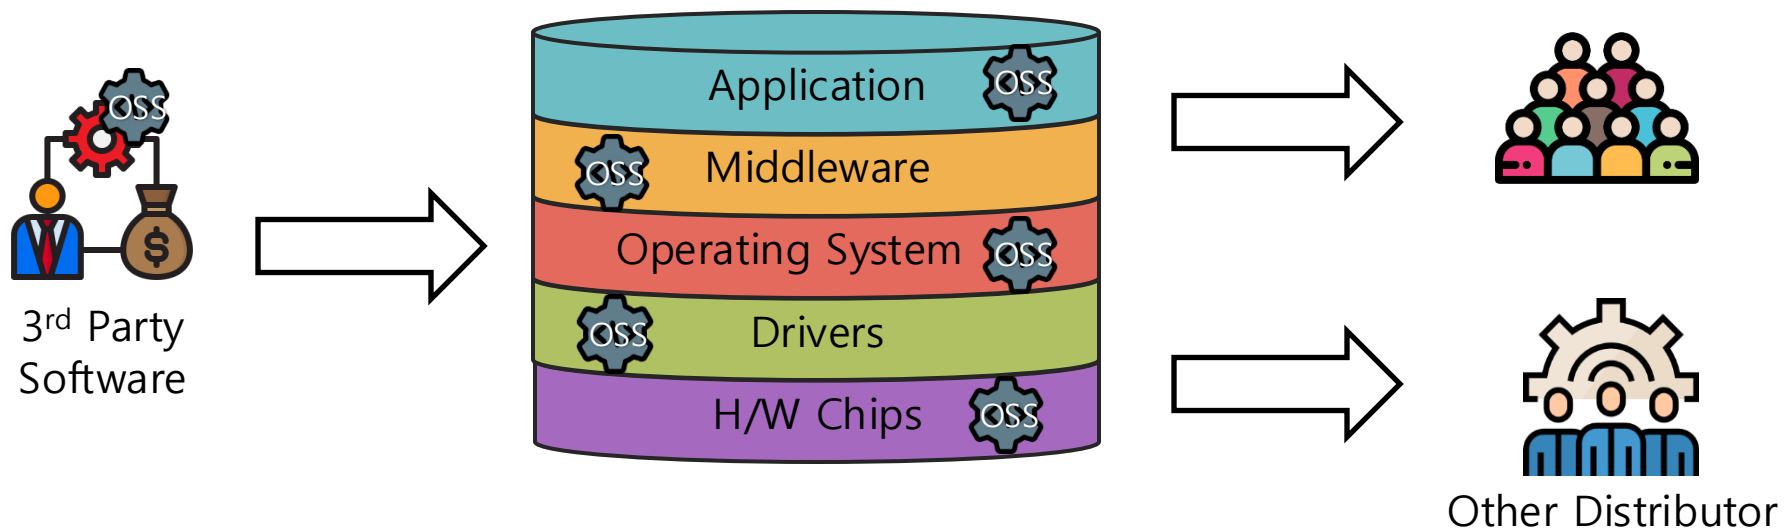 OSS
3rd Party
Software
Application OSS
OSS Middleware
Operating System OSS
OSS Drivers
H/W Chips OSS
Other Distributor